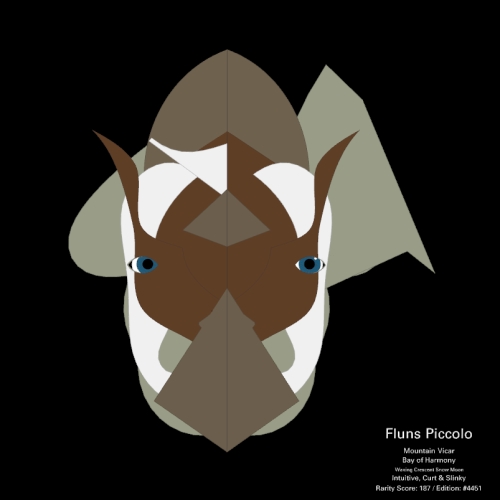 Fluns Piccolo
Mountain Vicar
Bay of Harmony
Waxing Crescent Snow Moon
Intuitive, Curt & Slinky
Rarity Score: 187 / Edition: #4451